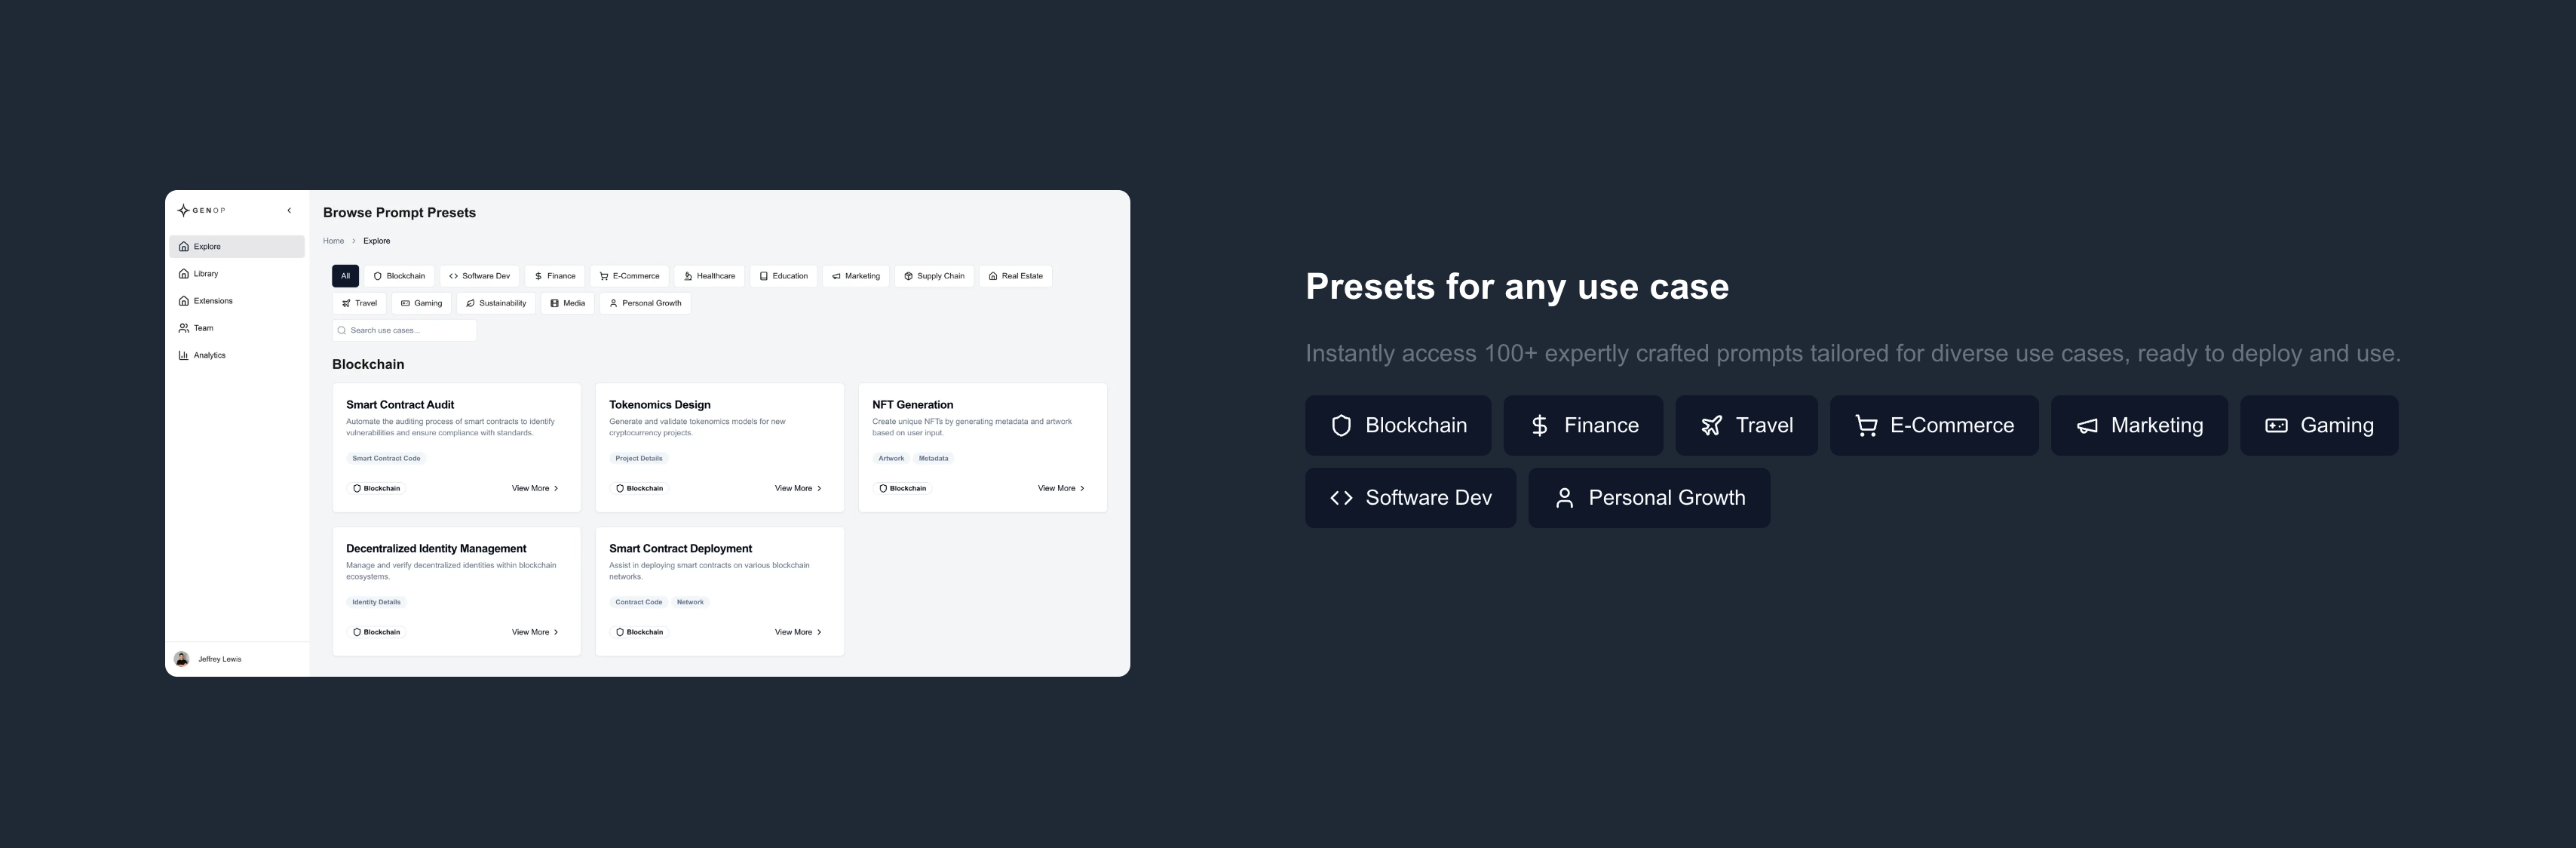 GENOP
Explore
Library
Extensions
Team
Analytics
Jeffrey Lewis
Browse Prompt Presets
Home > Explore
All Blockchain Software Dev Finance E-Commerce Healthcare Education Marketing Supply Chain Real Estate
Travel Gaming Sustainability Media Personal Growth
Search use cases...
Blockchain
Smart Contract Audit
Automate the auditing process of smart contracts to identify
vulnerabilities and ensure compliance with standards.
Smart Contract Code
Blockchain View More
Tokenomics Design
Generate and validate tokenomics models for new
cryptocurrency projects.
Project Details
Blockchain View More
NFT Generation
Create unique NFTs by generating metadata and artwork
based on user input.
Artwork Metadata
Blockchain View More
Decentralized Identity Management
Manage and verify decentralized identities within blockchain
ecosystems.
Identity Details
Blockchain View More
Smart Contract Deployment
Assist in deploying smart contracts on various blockchain
networks.
Contract Code Network
Blockchain View More
Presets for any use case
Instantly access 100+ expertly crafted prompts tailored for diverse use cases, ready to deploy and use.
Blockchain Finance Travel E-Commerce Marketing Gaming
Software Dev Personal Growth